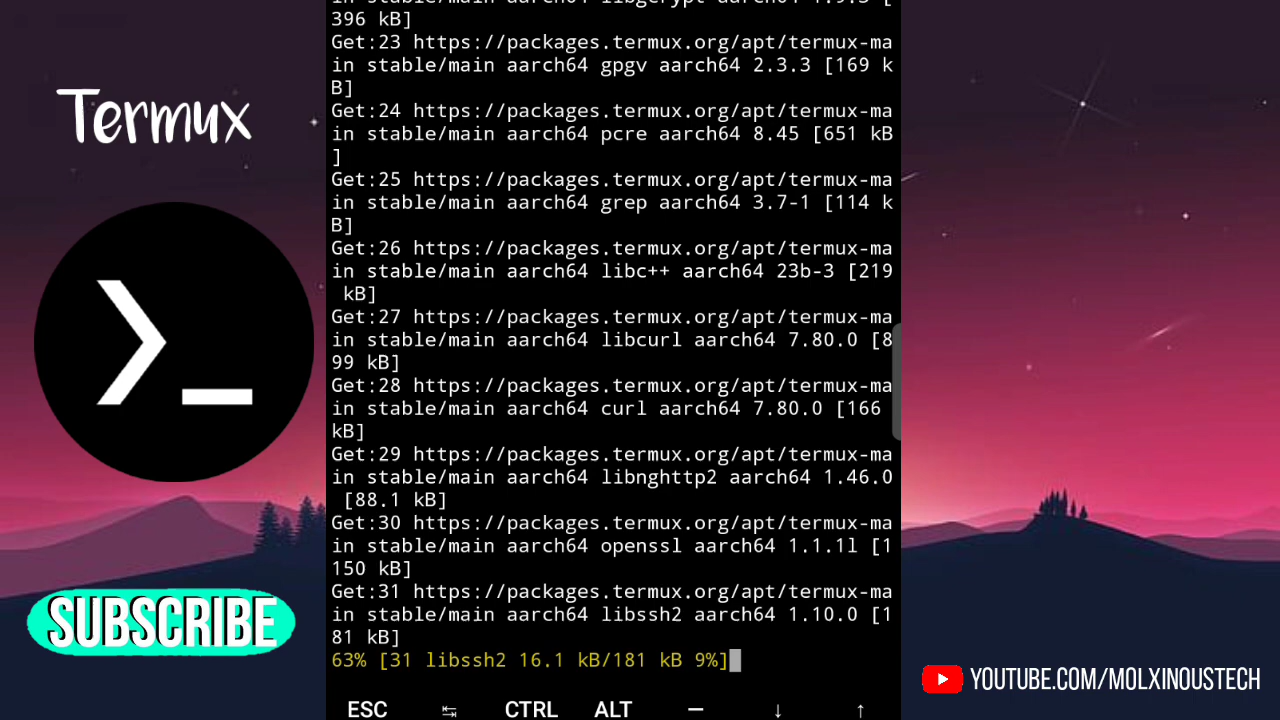 Termux
SUBSCRIBE
in stable/main aarch64 libgcrypt aarch64 1.9.3 [
396 kB]
Get:23 https://packages.termux.org/apt/termux-ma
in stable/main aarch64 gpgv aarch64 2.3.3 [169 k
B]
Get:24 https://packages.termux.org/apt/termux-ma
in stable/main aarch64 pcre aarch64 8.45 [651 kB
]
Get:25 https://packages.termux.org/apt/termux-ma
in stable/main aarch64 grep aarch64 3.7-1 [114 k
B]
Get:26 https://packages.termux.org/apt/termux-ma
in stable/main aarch64 libc++ aarch64 23b-3 [219
 kB]
Get:27 https://packages.termux.org/apt/termux-ma
in stable/main aarch64 libcurl aarch64 7.80.0 [8
99 kB]
Get:28 https://packages.termux.org/apt/termux-ma
in stable/main aarch64 curl aarch64 7.80.0 [166
kB]
Get:29 https://packages.termux.org/apt/termux-ma
in stable/main aarch64 libnghttp2 aarch64 1.46.0
 [88.1 kB]
Get:30 https://packages.termux.org/apt/termux-ma
in stable/main aarch64 openssl aarch64 1.1.1l [1
150 kB]
Get:31 https://packages.termux.org/apt/termux-ma
in stable/main aarch64 libssh2 aarch64 1.10.0 [1
81 kB]
63% [31 libssh2 16.1 kB/181 kB 9%]
ESC ↹ CTRL ALT — ↓ ↑
YOUTUBE.COM/MOLXINOUSTECH